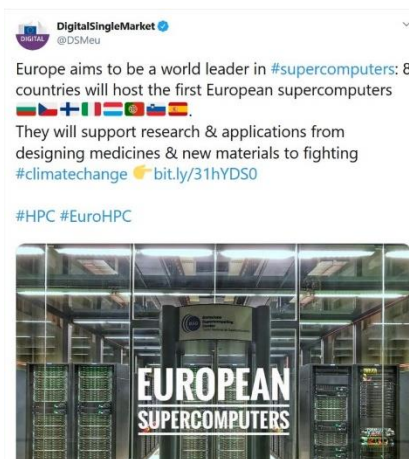 DigitalSingleMarket
DIGITAL
@DSMeu
Europe aims to be a world leader in #supercomputers: 8
countries will host the first European supercomputers
.
They will support research & applications from
designing medicines & new materials to fighting
#climatechange 👉 bit.ly/31hYDS0
#HPC #EuroHPC
EUROPEAN
SUPERCOMPUTERS